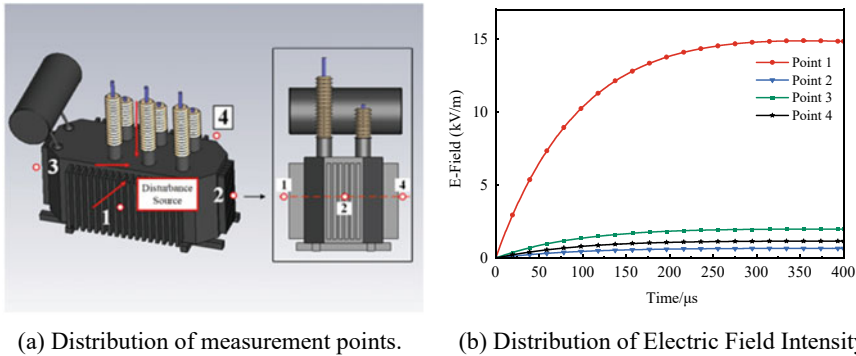 4
3
Disturbance
Source
1
2
1
2
4
15
10
5
0
E-Field (kV/m)
Point 1
Point 2
Point 3
Point 4
0 50 100 150 200 250 300 350 400
Time/μs
(a) Distribution of measurement points.
(b) Distribution of Electric Field Intensity